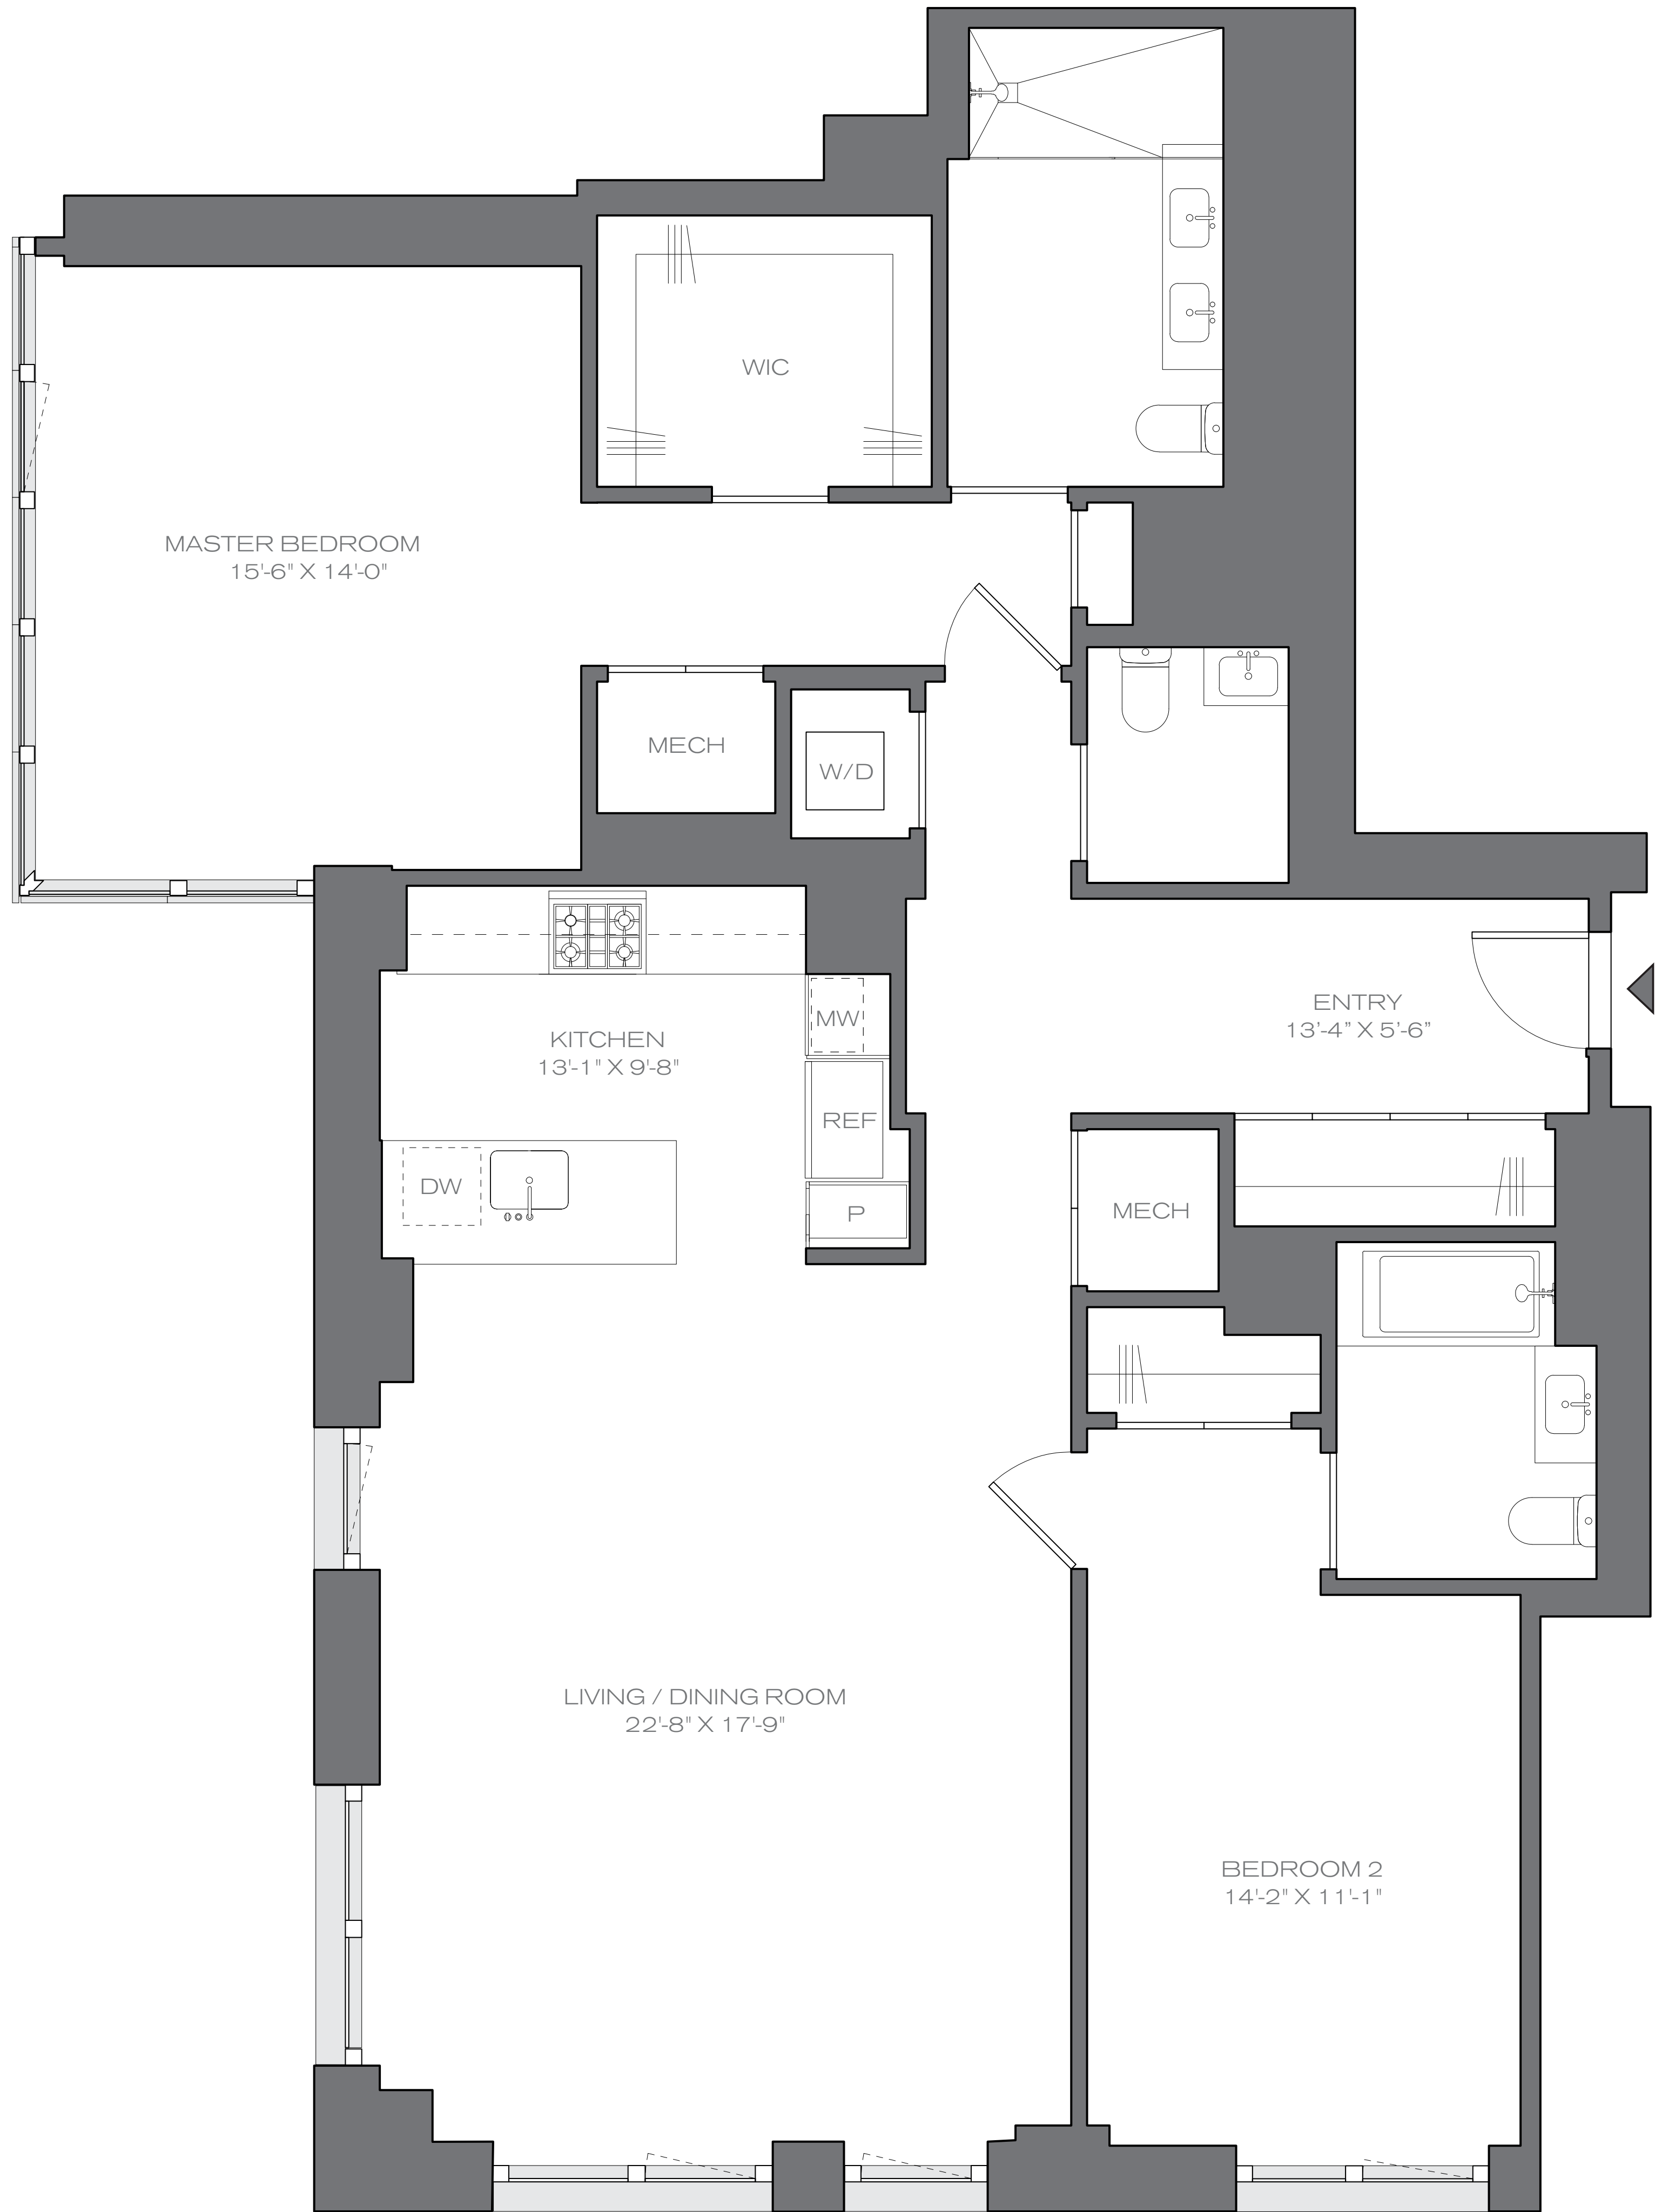 WIC
MASTER BEDROOM
15'-6" X 14'-0"
MECH
W/D
ENTRY
13'-4” X 5'-6”
MW
KITCHEN
13'-1" X 9'-8"
REF
DW
P
MECH
LIVING / DINING ROOM
22'-8" X 17'-9"
BEDROOM 2
14'-2" X 11'-1"